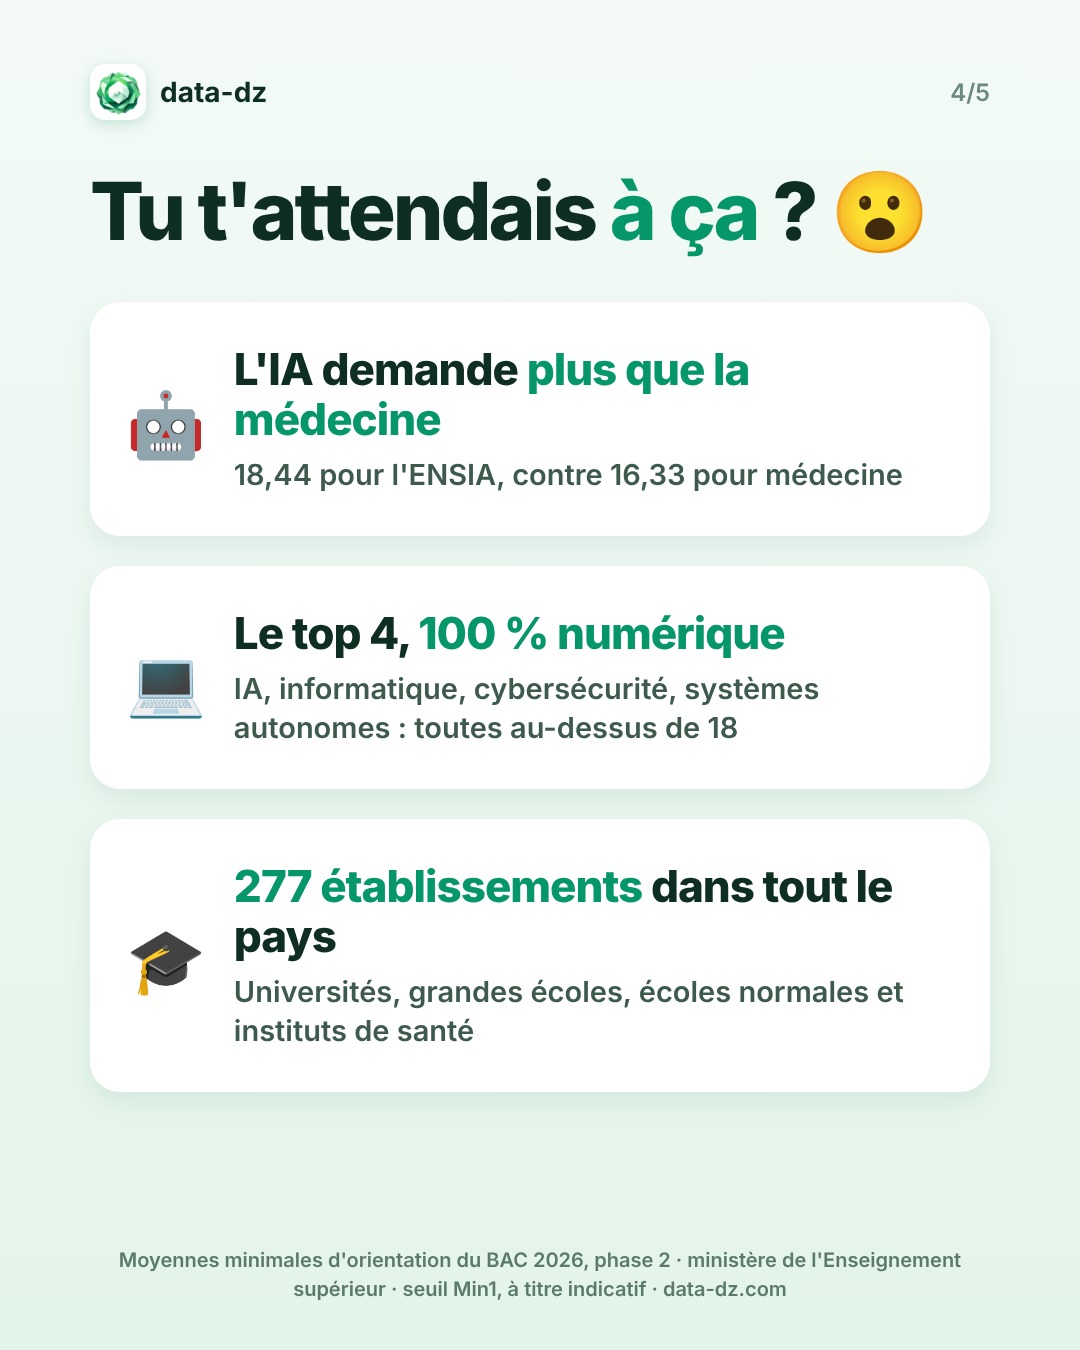 data-dz
4/5
Tu t'attendais à ça ? 😮
L'IA demande plus que la
médecine
18,44 pour l'ENSIA, contre 16,33 pour médecine
Le top 4, 100 % numérique
IA, informatique, cybersécurité, systèmes
autonomes : toutes au-dessus de 18
277 établissements dans tout le
pays
Universités, grandes écoles, écoles normales et
instituts de santé
Moyennes minimales d'orientation du BAC 2026, phase 2 · ministère de l'Enseignement
supérieur · seuil Min1, à titre indicatif · data-dz.com